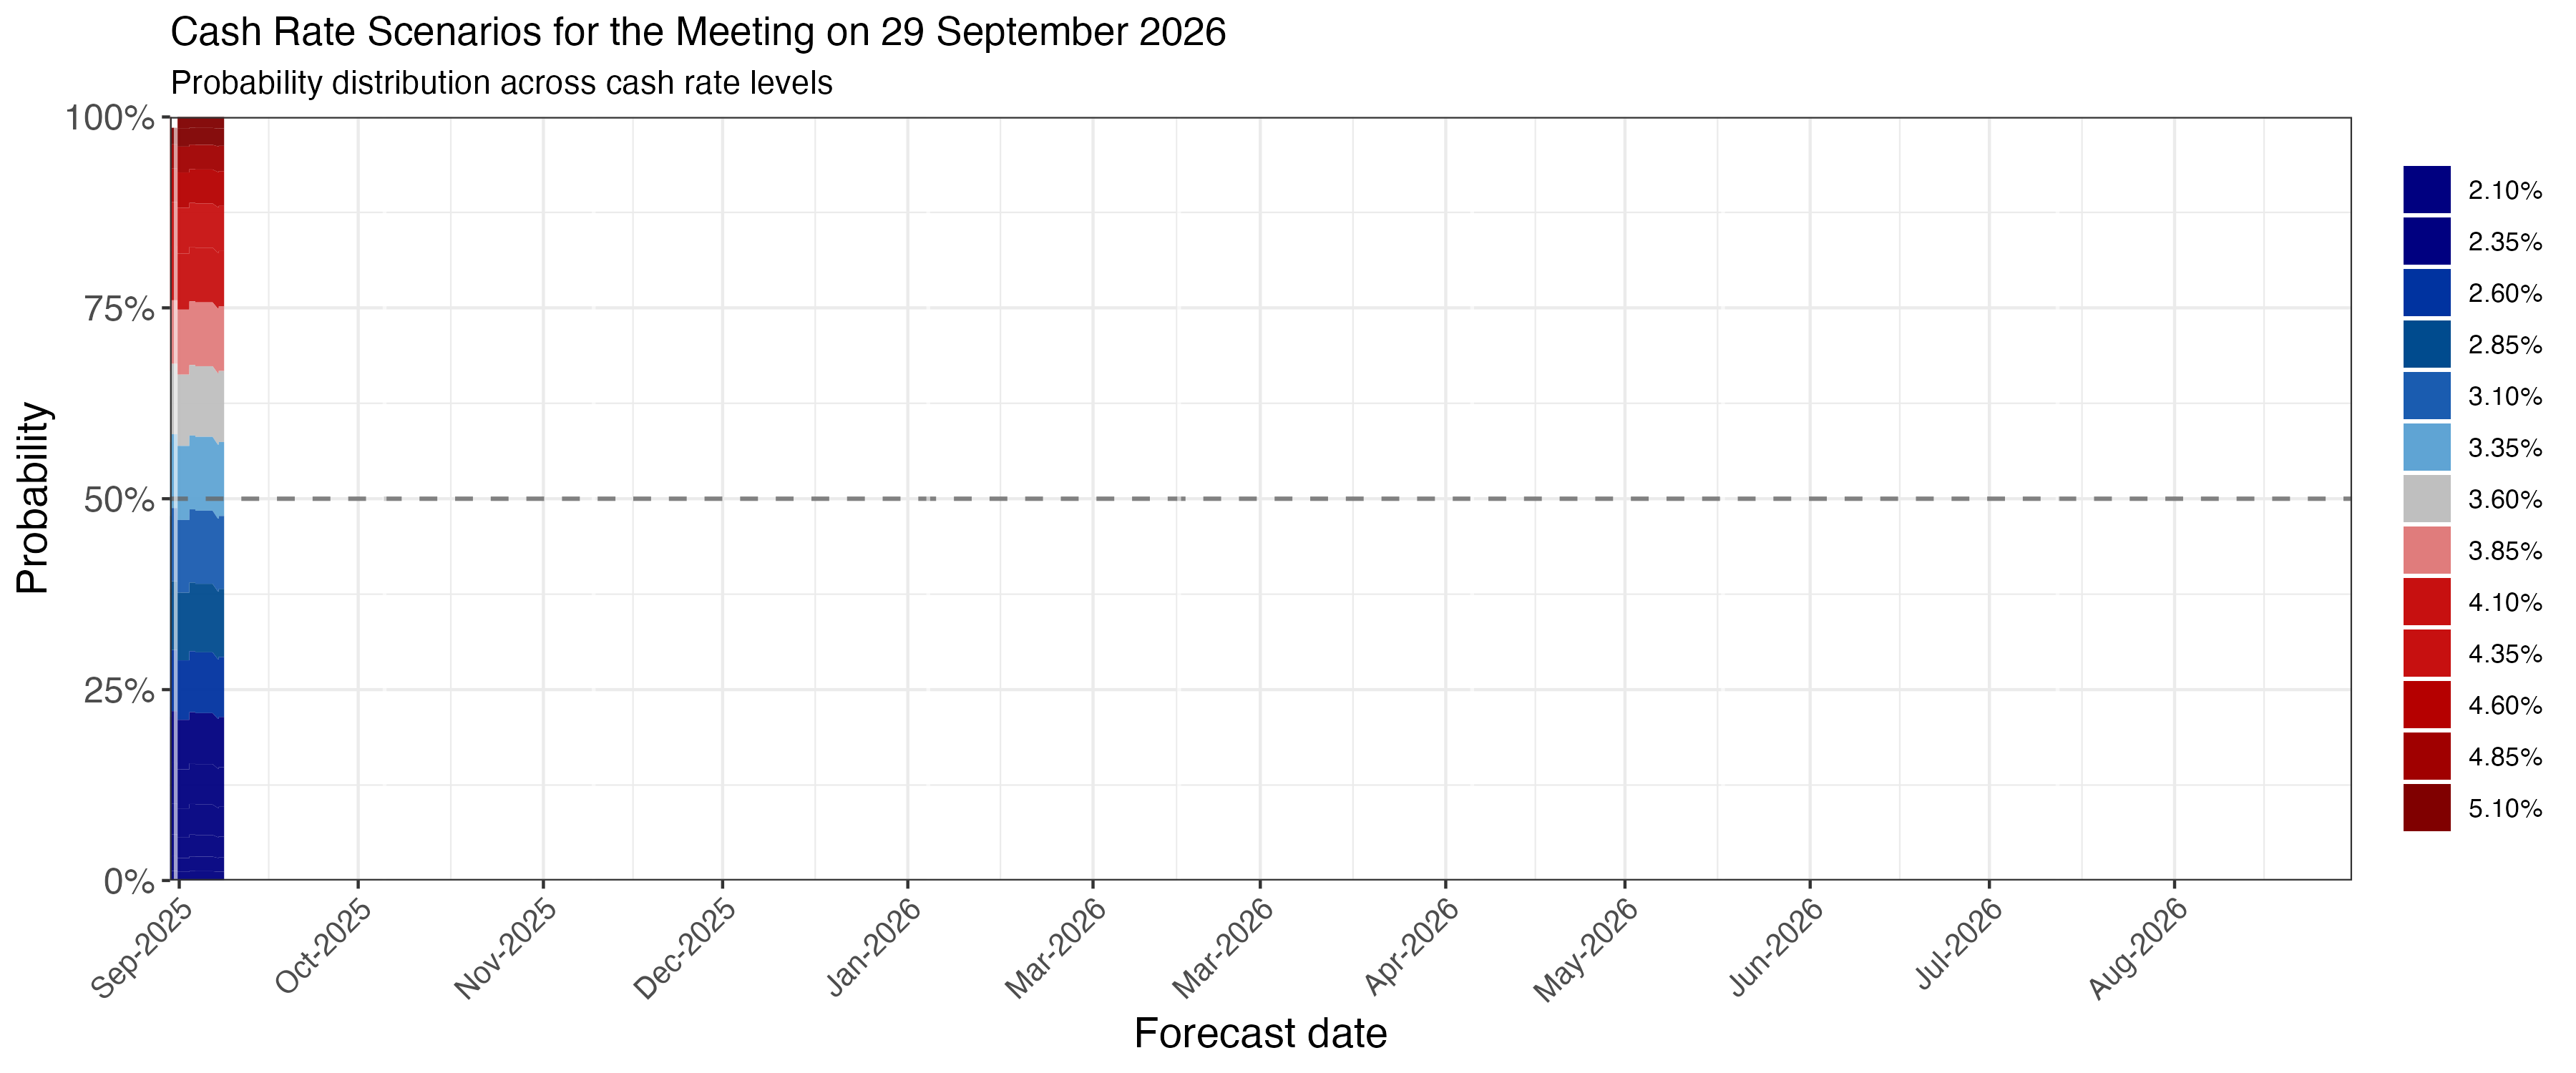 Cash Rate Scenarios for the Meeting on 29 September 2026
Probability distribution across cash rate levels
100%
75%
50%
25%
0%
Probability
Sep-2025
Oct-2025
Nov-2025
Dec-2025
Jan-2026
Mar-2026
Mar-2026
Apr-2026
May-2026
Jun-2026
Jul-2026
Aug-2026
Forecast date
2.10%
2.35%
2.60%
2.85%
3.10%
3.35%
3.60%
3.85%
4.10%
4.35%
4.60%
4.85%
5.10%